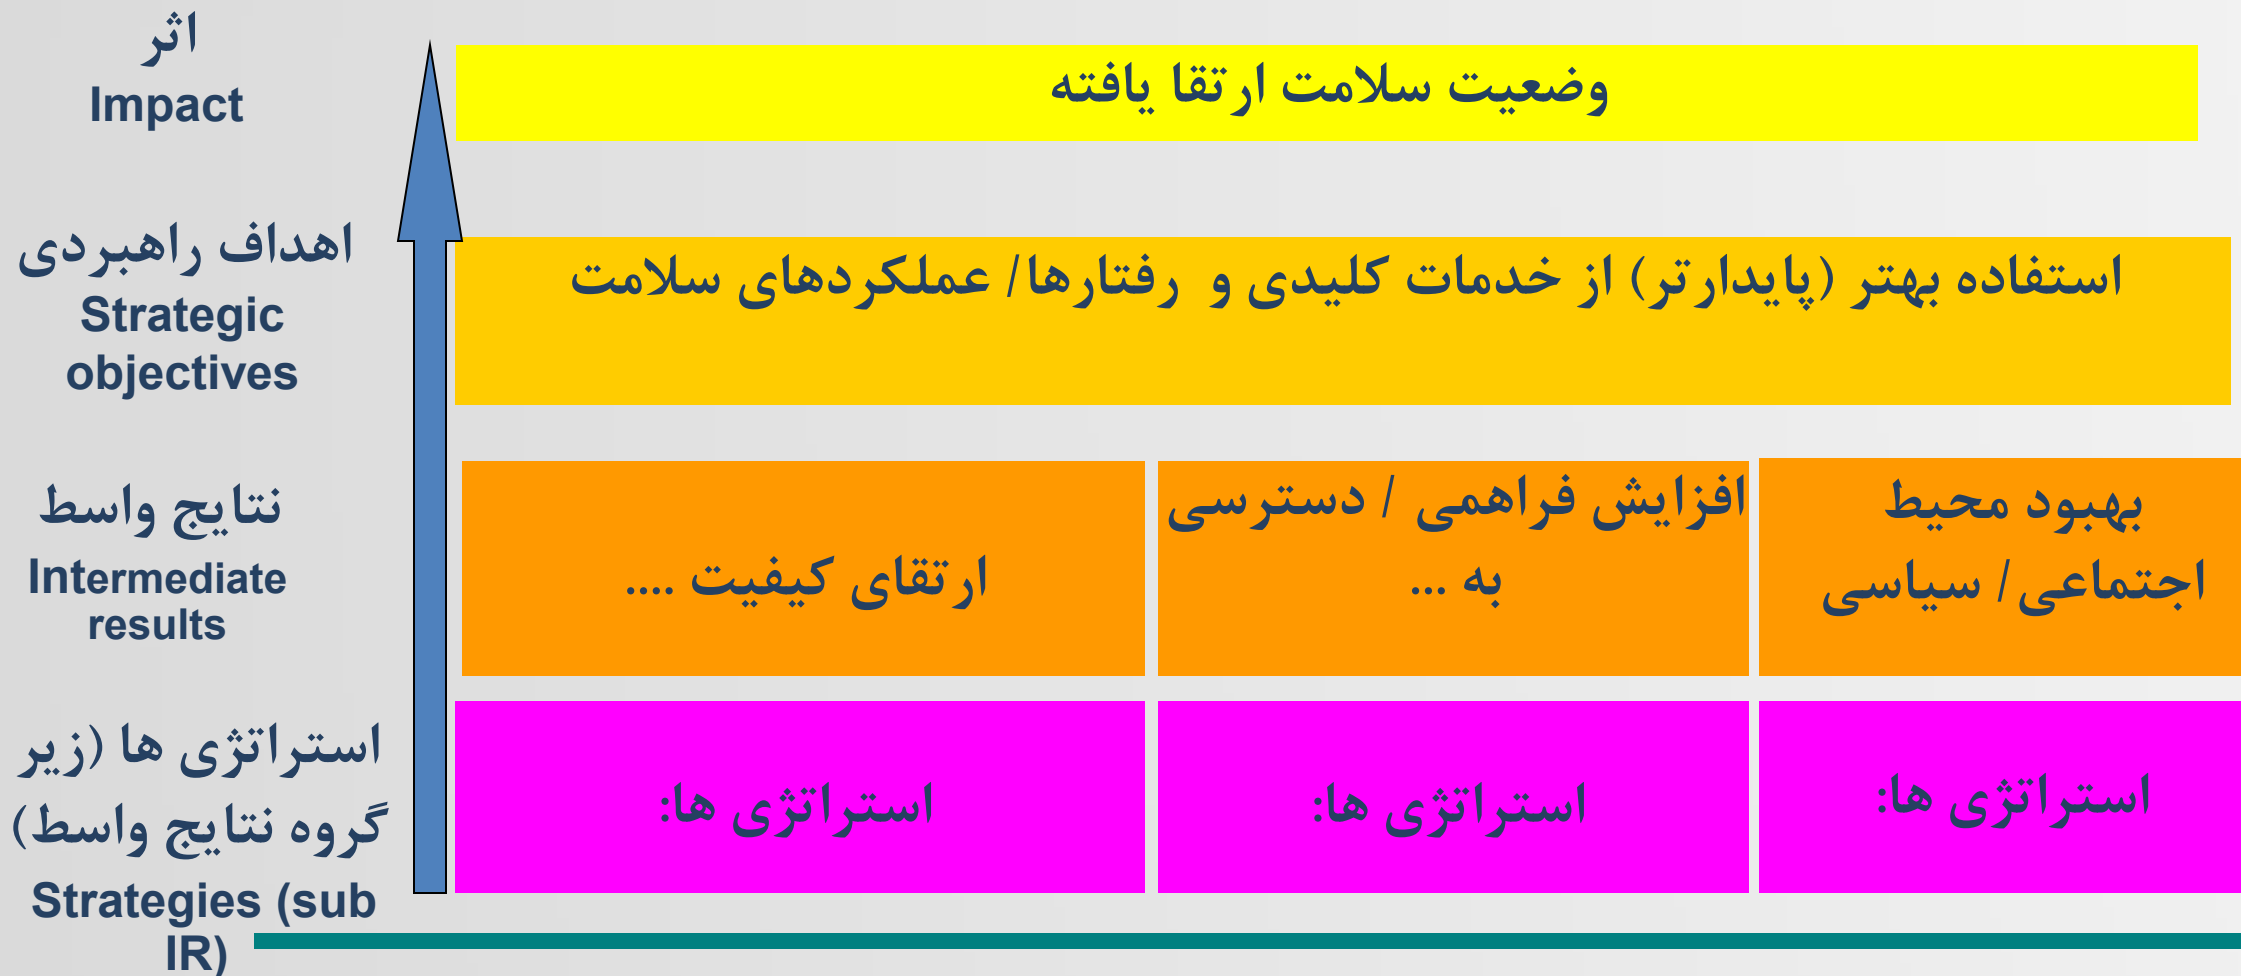 اثر
Impact
وضعیت سلامت ارتقا یافته
اهداف راهبردی
Strategic
objectives
استفاده بهتر (پایدارتر) از خدمات کلیدی و رفتارها/ عملکردهای سلامت
نتایج واسط
Intermediate
results
ارتقای کیفیت ....
افزایش فراهمی / دسترسی
به ...
بهبود محیط
اجتماعی/ سیاسی
استراتژی ها (زیر
گروه نتایج واسط)
Strategies (sub
IR)
استراتژی ها:
استراتژی ها:
استراتژی ها: